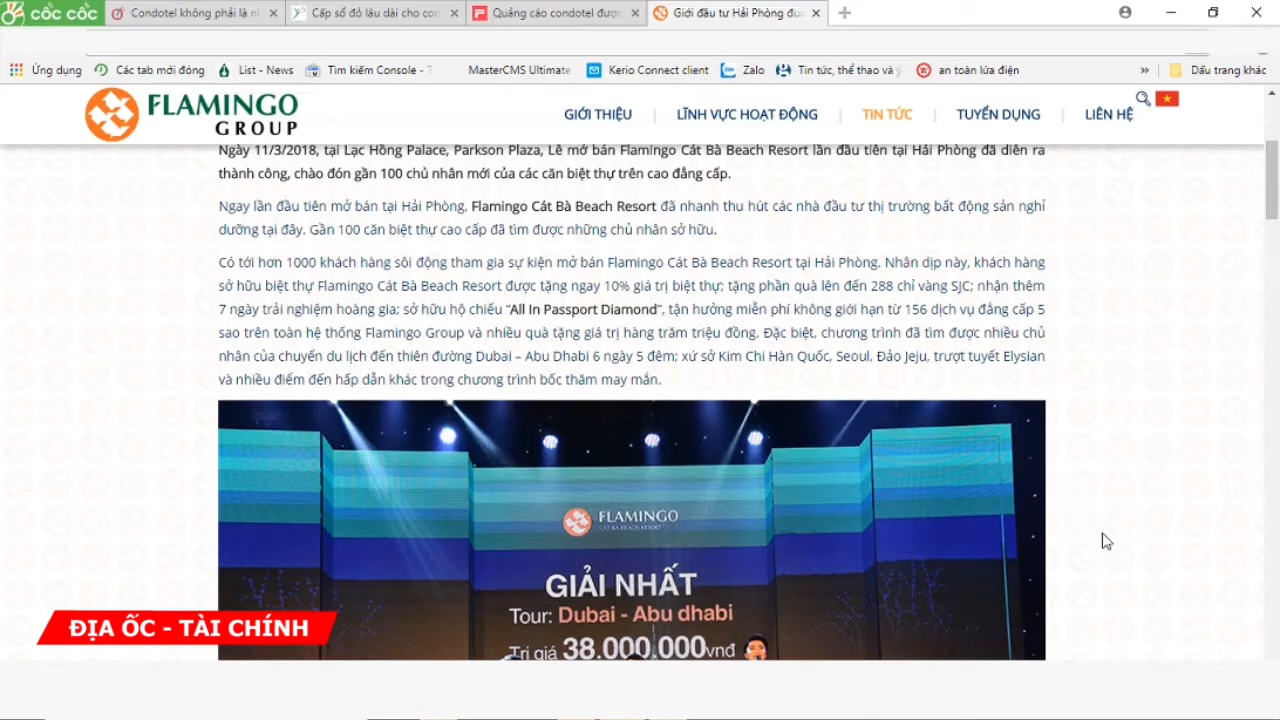 cốc cốc
Condotel không phải là n
Cấp sổ đỏ lâu dài cho con
Quảng cáo condotel đượ
Giới đầu tư Hải Phòng đu
Ứng dụng
Các tab mới đóng
List - News
Tìm kiếm Console - T
MasterCMS Ultimate
Kerio Connect client
Zalo
Tin tức, thể thao và ý
an toàn lừa điện
»
Dấu trang khác
FLAMINGO
GROUP
GIỚI THIỆU
LĨNH VỰC HOẠT ĐỘNG
TIN TỨC
TUYỂN DỤNG
LIÊN HỆ
Ngày 11/3/2018, tại Lạc Hồng Palace, Parkson Plaza, Lễ mở bán Flamingo Cát Bà Beach Resort lần đầu tiên tại Hải Phòng đã diễn ra
thành công, chào đón gần 100 chủ nhân mới của các căn biệt thự trên cao đẳng cấp.
Ngay lần đầu tiên mở bán tại Hải Phòng, Flamingo Cát Bà Beach Resort đã nhanh thu hút các nhà đầu tư thị trường bất động sản nghỉ
dưỡng tại đây. Gần 100 căn biệt thự cao cấp đã tìm được những chủ nhân sở hữu.
Có tới hơn 1000 khách hàng sôi động tham gia sự kiện mở bán Flamingo Cát Bà Beach Resort tại Hải Phòng. Nhân dịp này, khách hàng
sở hữu biệt thự Flamingo Cát Bà Beach Resort được tặng ngay 10% giá trị biệt thự; tặng phần quà lên đến 288 chỉ vàng SJC; nhận thêm
7 ngày trải nghiệm hoàng gia; sở hữu hộ chiếu “All In Passport Diamond”, tận hưởng miễn phí không giới hạn từ 156 dịch vụ đẳng cấp 5
sao trên toàn hệ thống Flamingo Group và nhiều quà tặng giá trị hàng trăm triệu đồng. Đặc biệt, chương trình đã tìm được nhiều chủ
nhân của chuyến du lịch đến thiên đường Dubai – Abu Dhabi 6 ngày 5 đêm; xứ sở Kim Chi Hàn Quốc, Seoul, Đảo Jeju, trượt tuyết Elysian
và nhiều điểm đến hấp dẫn khác trong chương trình bốc thăm may mắn.
FLAMINGO
CÁT BÀ BEACH RESORT
GIẢI NHẤT
Tour: Dubai - Abu dhabi
Trị giá 38.000.000vnđ
ĐỊA ỐC - TÀI CHÍNH